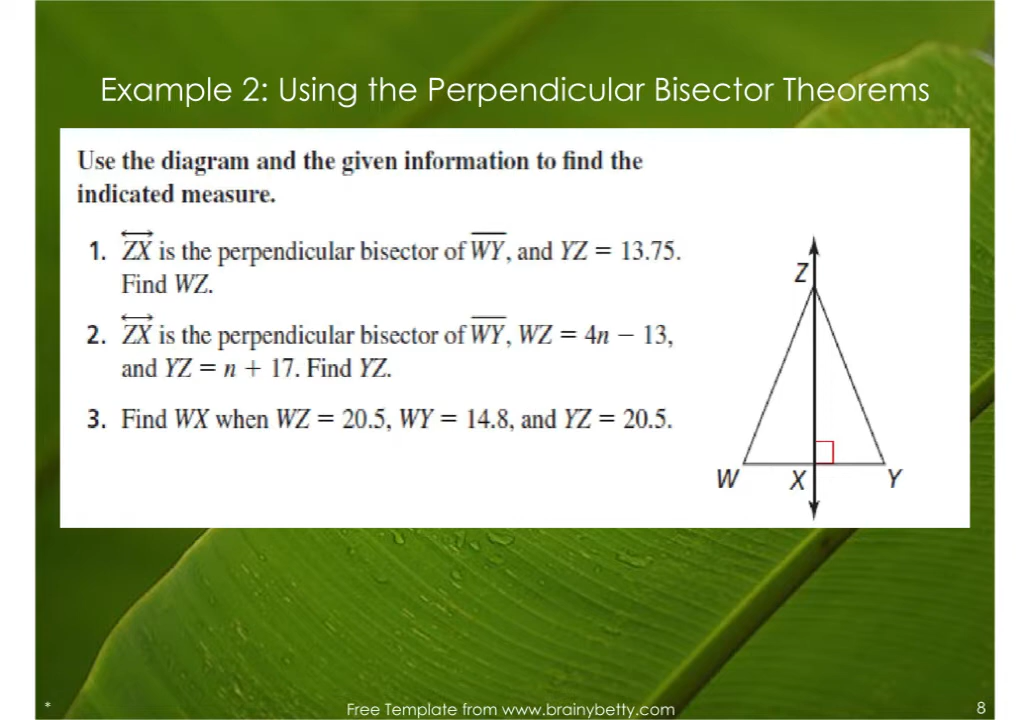 Example 2: Using the Perpendicular Bisector Theorems
Use the diagram and the given information to find the
indicated measure.
1. ZX is the perpendicular bisector of WY, and YZ = 13.75.
Find WZ.
2. ZX is the perpendicular bisector of WY, WZ = 4n − 13,
and YZ = n + 17. Find YZ.
3. Find WX when WZ = 20.5, WY = 14.8, and YZ = 20.5.
Z
W X Y
* Free Template from www.brainybetty.com 8